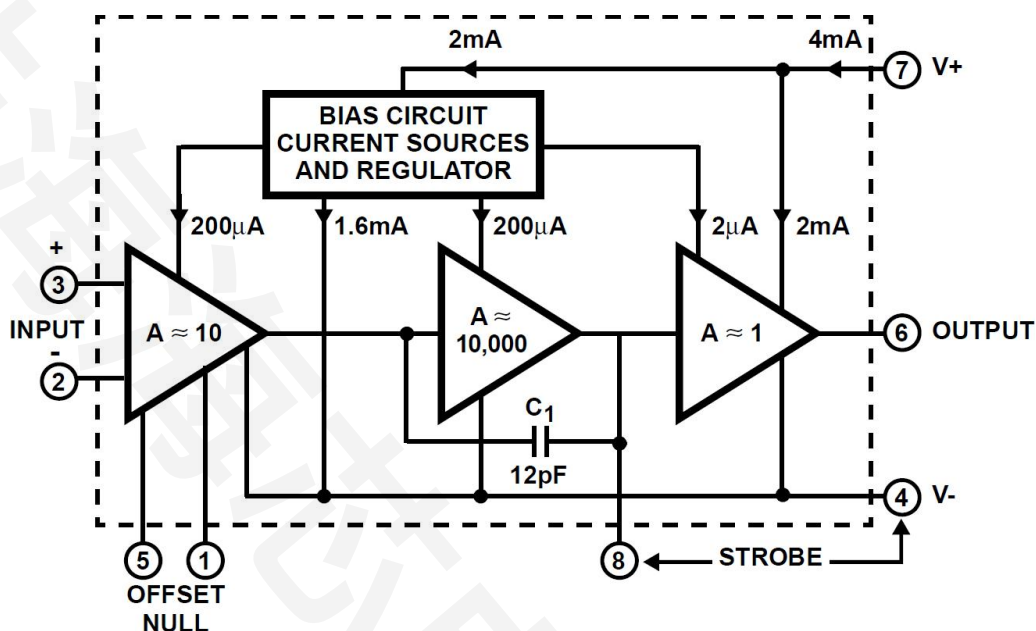 2mA
4mA
7 V+
BIAS CIRCUIT
CURRENT SOURCES
AND REGULATOR
200μA
1.6mA
200μA
2μA
2mA
+
3
INPUT
-
2
A ≈ 10
A ≈
10,000
A ≈ 1
6 OUTPUT
C1
12pF
4 V-
5
1
OFFSET
NULL
8
STROBE